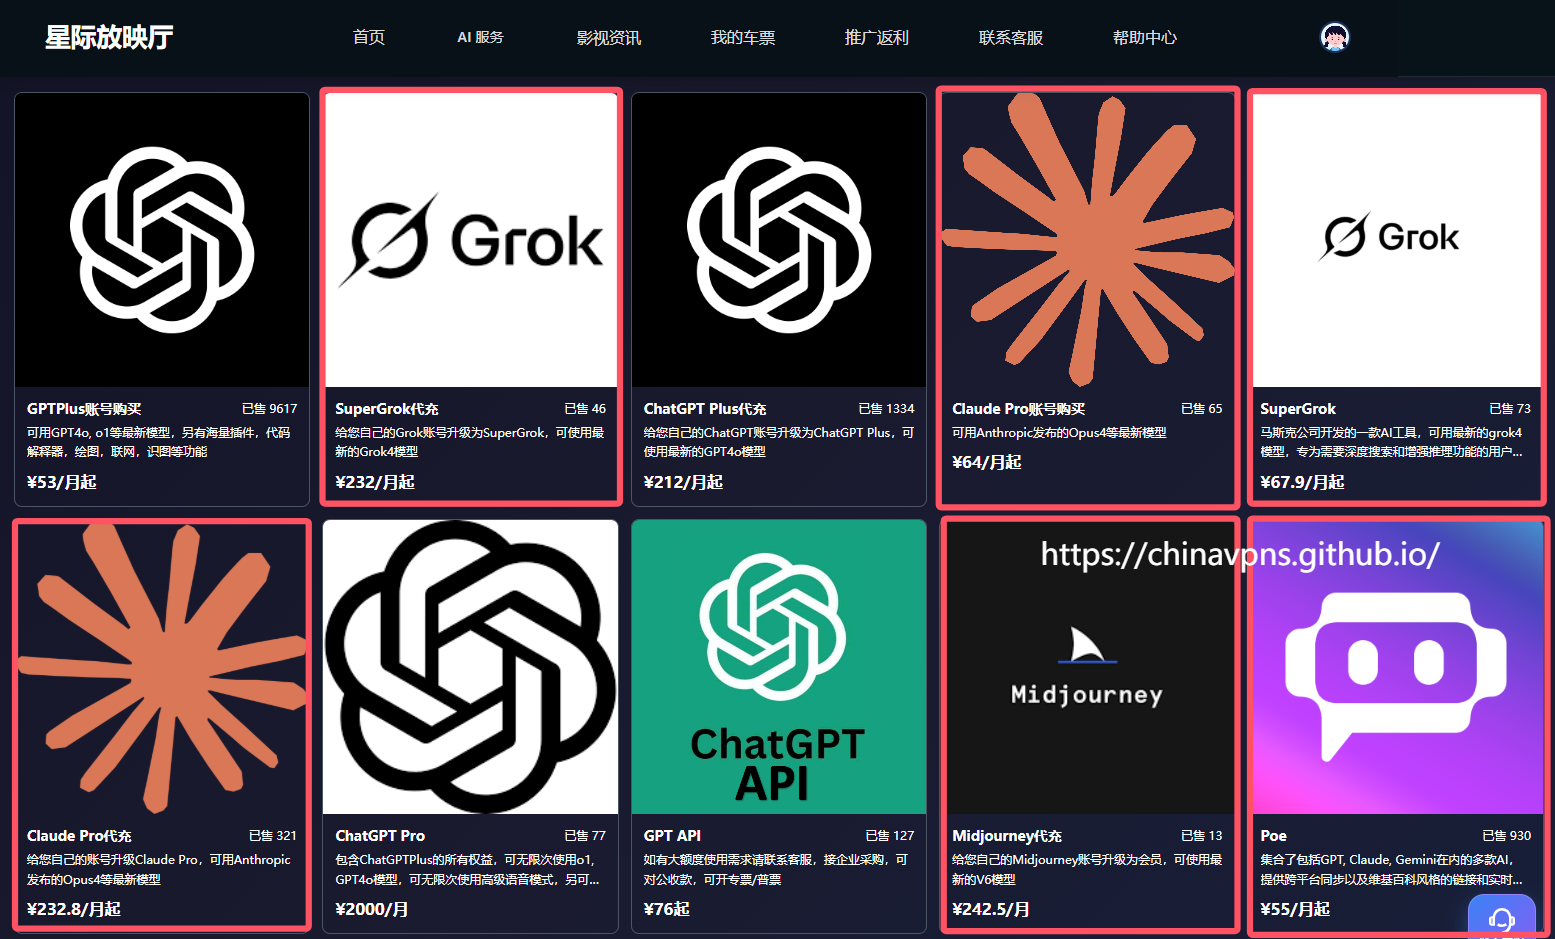 星际放映厅
首页
AI 服务
影视资讯
我的车票
推广返利
联系客服
帮助中心
GPTPlus账号购买
已售 9617
可用GPT4o, o1等最新模型，另有海量插件，代码
解释器，绘图，联网，识图等功能
¥53/月起
Grok
SuperGrok代充
已售 46
给您自己的Grok账号升级为SuperGrok，可使用最
新的Grok4模型
¥232/月起
ChatGPT Plus代充
已售 1334
给您自己的ChatGPT账号升级为ChatGPT Plus，可
使用最新的GPT4o模型
¥212/月起
Claude Pro账号购买
已售 65
可用Anthropic发布的Opus4等最新模型
¥64/月起
Grok
SuperGrok
已售 73
马斯克公司开发的一款AI工具，可用最新的grok4
模型，专为需要深度搜索和增强推理功能的用户...
¥67.9/月起
Claude Pro代充
已售 321
给您自己的账号升级Claude Pro，可用Anthropic
发布的Opus4等最新模型
¥232.8/月起
ChatGPT Pro
已售 77
包含ChatGPTPlus的所有权益，可无限次使用o1,
GPT4o模型，可无限次使用高级语音模式，另可...
¥2000/月
ChatGPT
API
GPT API
已售 127
如有大额度使用需求请联系客服，接企业采购，可
对公收款，可开专票/普票
¥76起
https://chinavpns.github.io/
Midjourney
Midjourney代充
已售 13
给您自己的Midjourney账号升级为会员，可使用最
新的V6模型
¥242.5/月
Poe
已售 930
集合了包括GPT, Claude, Gemini在内的多款AI，
提供跨平台同步以及维基百科风格的链接和实时...
¥55/月起